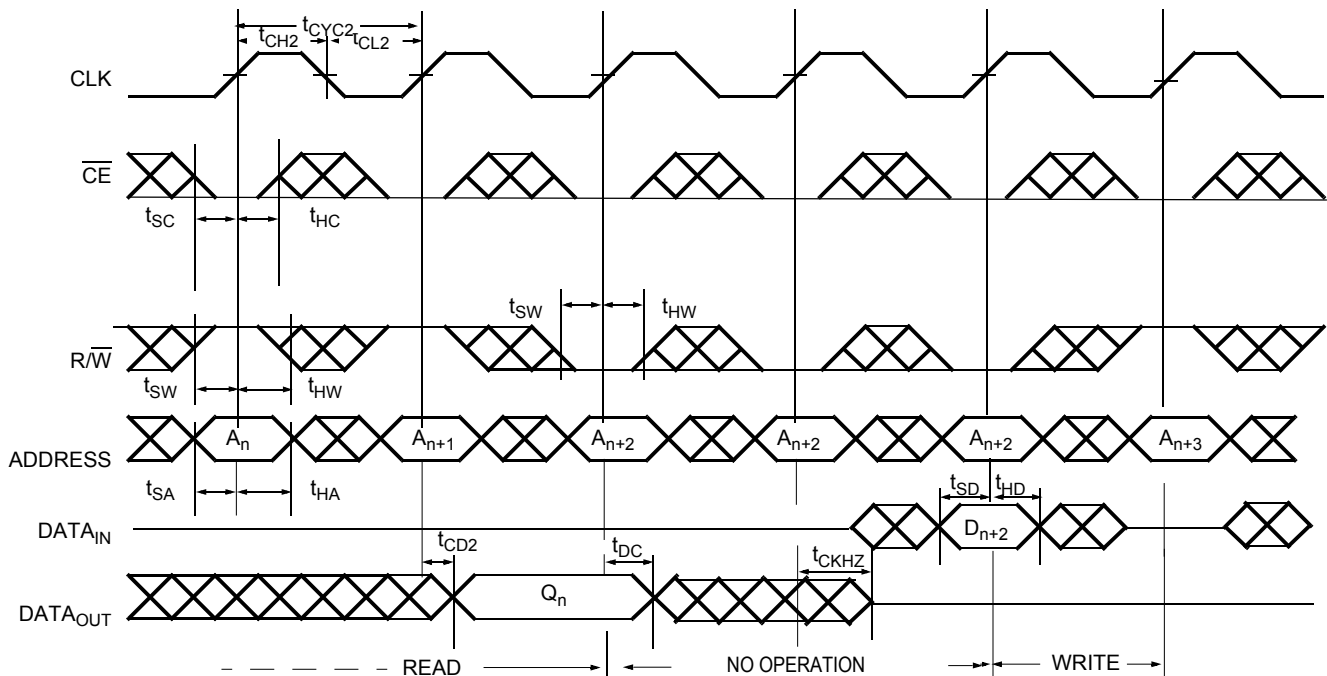 tCYC2
tCH2 tCL2
CLK
CE
tSC tHC
tSW tHW
R/W
tSW tHW
An An+1 An+2 An+2 An+2 An+3
ADDRESS
tSA tHA tSD tHD
DATAIN Dn+2
tCD2 tDC tCKHZ
Qn
DATAOUT
READ NO OPERATION WRITE